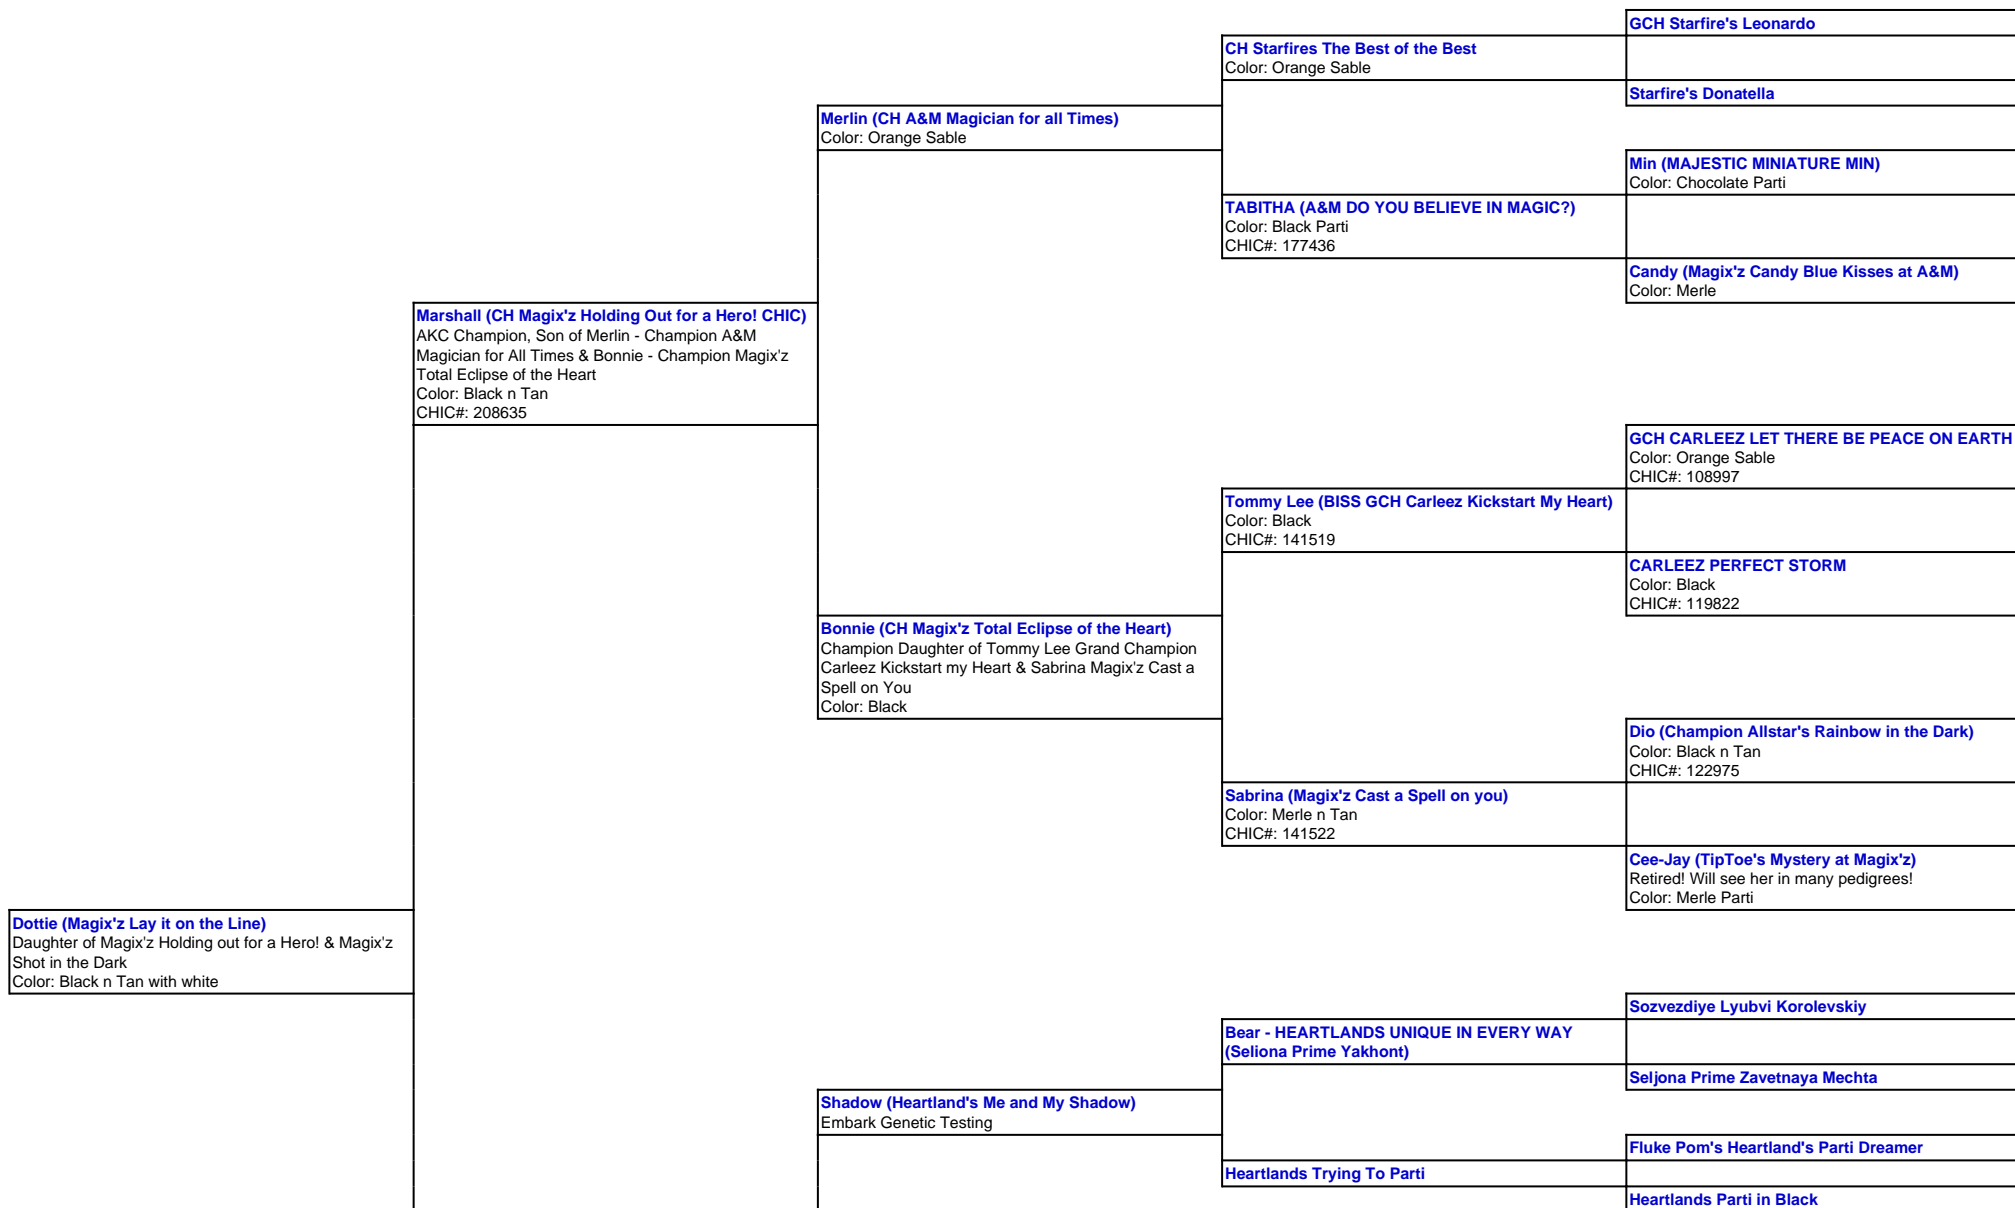 GCH Starfire's Leonardo
CH Starfires The Best of the Best
Color: Orange Sable
Starfire's Donatella
Merlin (CH A&M Magician for all Times)
Color: Orange Sable
Min (MAJESTIC MINIATURE MIN)
Color: Chocolate Parti
TABITHA (A&M DO YOU BELIEVE IN MAGIC?)
Color: Black Parti
CHIC#: 177436
Candy (Magix'z Candy Blue Kisses at A&M)
Color: Merle
Marshall (CH Magix'z Holding Out for a Hero! CHIC)
AKC Champion, Son of Merlin - Champion A&M
Magician for All Times & Bonnie - Champion Magix'z
Total Eclipse of the Heart
Color: Black n Tan
CHIC#: 208635
GCH CARLEEZ LET THERE BE PEACE ON EARTH
Color: Orange Sable
CHIC#: 108997
Tommy Lee (BISS GCH Carleez Kickstart My Heart)
Color: Black
CHIC#: 141519
CARLEEZ PERFECT STORM
Color: Black
CHIC#: 119822
Bonnie (CH Magix'z Total Eclipse of the Heart)
Champion Daughter of Tommy Lee Grand Champion
Carleez Kickstart my Heart & Sabrina Magix'z Cast a
Spell on You
Color: Black
Dio (Champion Allstar's Rainbow in the Dark)
Color: Black n Tan
CHIC#: 122975
Sabrina (Magix'z Cast a Spell on you)
Color: Merle n Tan
CHIC#: 141522
Cee-Jay (TipToe's Mystery at Magix'z)
Retired! Will see her in many pedigrees!
Color: Merle Parti
Dottie (Magix'z Lay it on the Line)
Daughter of Magix'z Holding out for a Hero! & Magix'z
Shot in the Dark
Color: Black n Tan with white
Sozvezdiye Lyubvi Korolevskiy
Bear - HEARTLANDS UNIQUE IN EVERY WAY
(Seliona Prime Yakhont)
Seljona Prime Zavetnaya Mechta
Shadow (Heartland's Me and My Shadow)
Embark Genetic Testing
Fluke Pom's Heartland's Parti Dreamer
Heartlands Trying To Parti
Heartlands Parti in Black